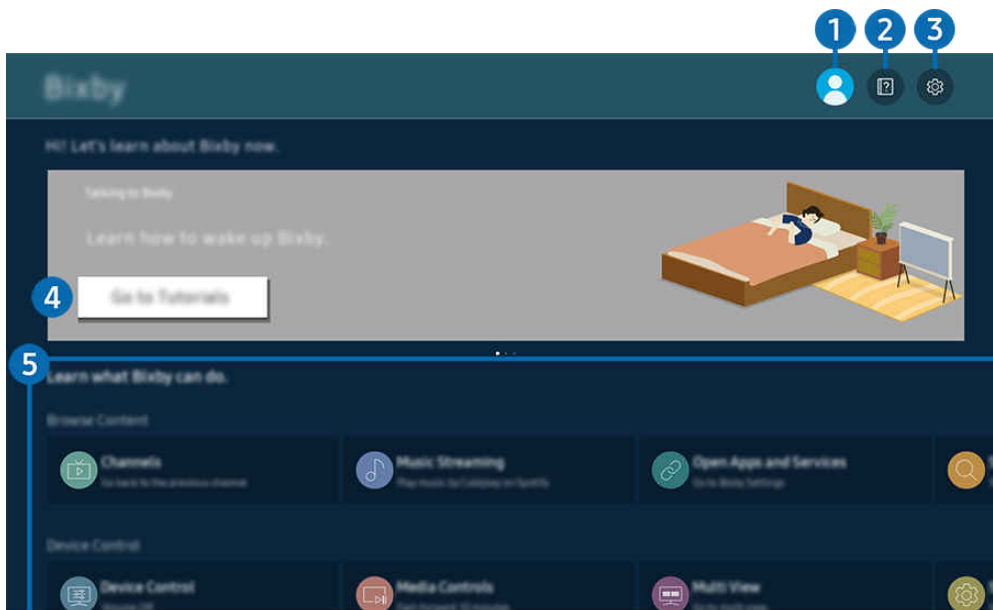 1 2 3
Bixby
Hi! Let's learn about Bixby now.
Talking to Bixby
Learn how to wake up Bixby.
4
Go to Tutorials
5
Learn what Bixby can do.
Browse Content
Channels
Go back to the previous channel
Music Streaming
Play music by Coldplay on Spotify
Open Apps and Services
Go to Bixby Settings
Device Control
Device Control
Volume Off
Media Controls
Multi View